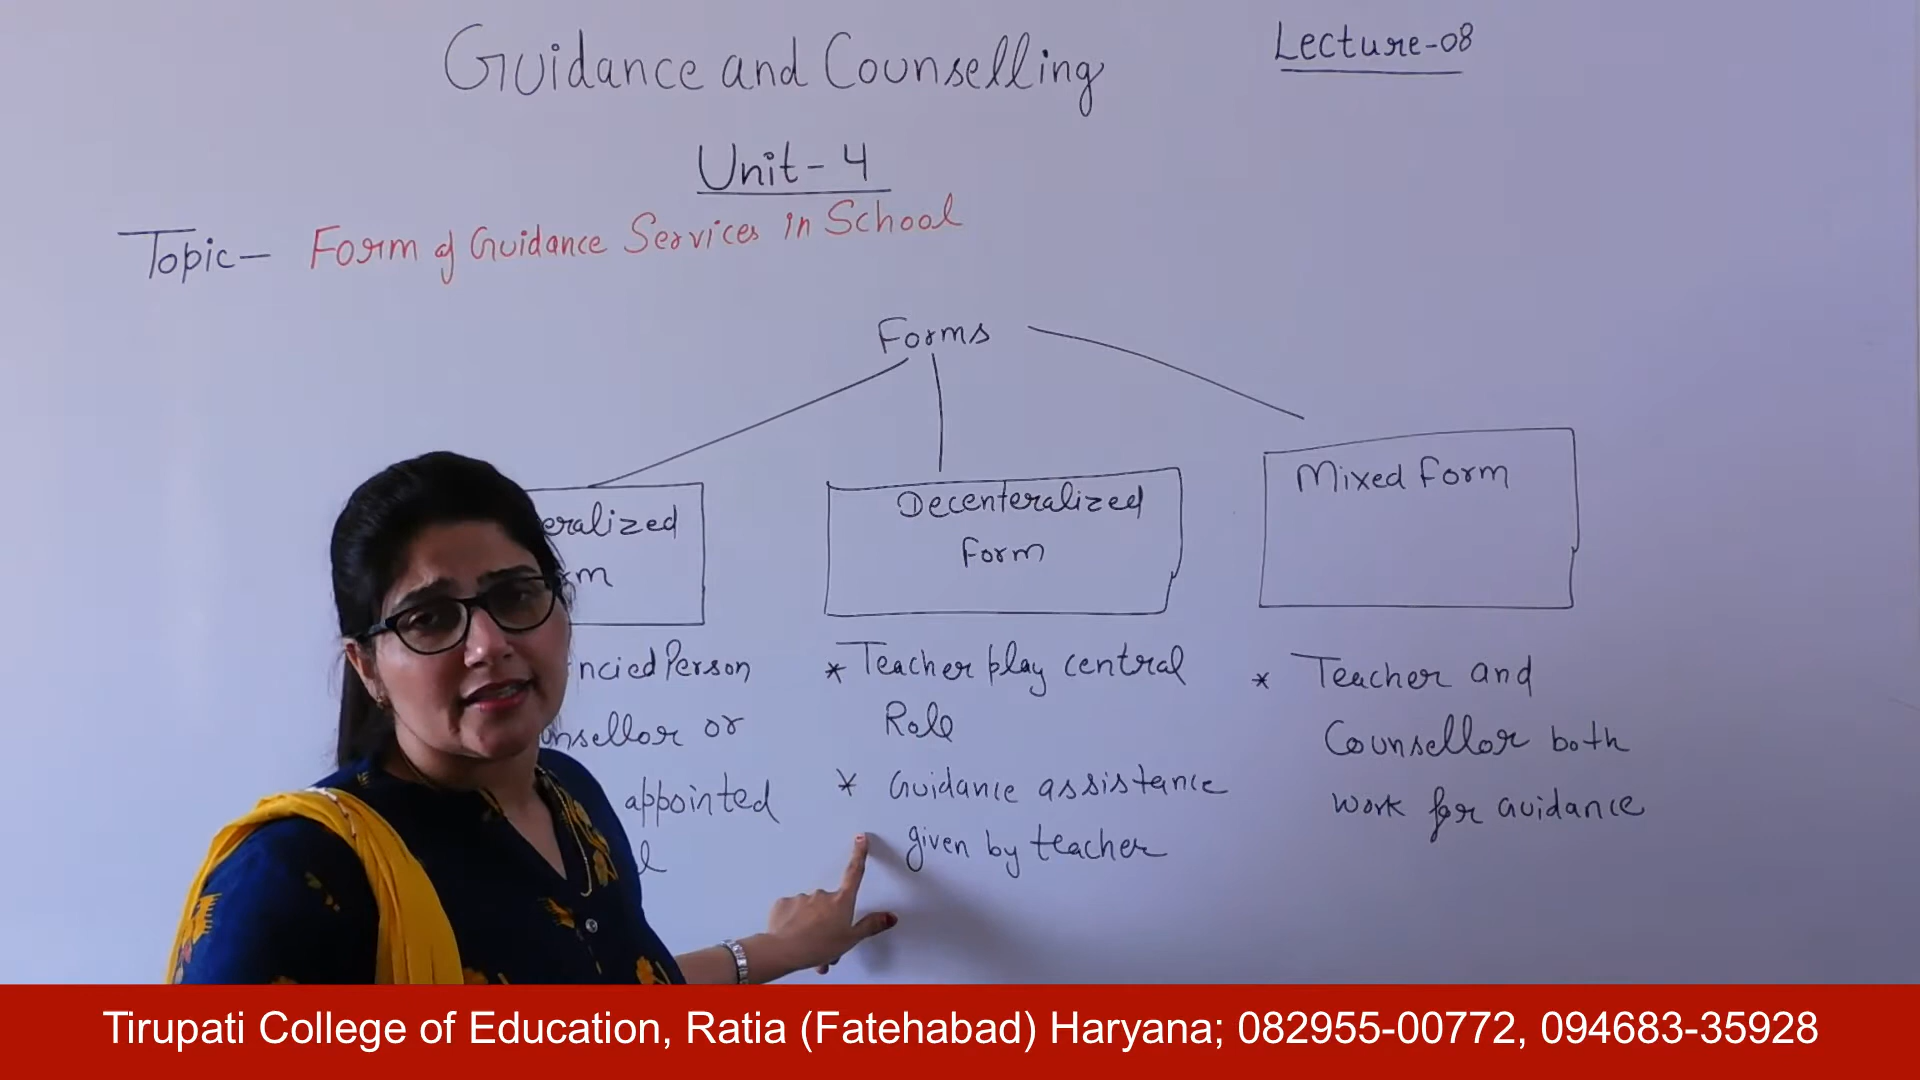 Guidance and Counselling
Lecture-08
Unit-4
Topic- Form of Guidance Services in School
Forms
eralized
rm
nciedPerson
nsellor or
appointed
l
Decenteralized
Form
* Teacher play central
Role
* Guidance assistance
given by teacher
Mixed form
* Teacher and
Counsellor both
work for Guidance
Tirupati College of Education, Ratia (Fatehabad) Haryana; 082955-00772, 094683-35928